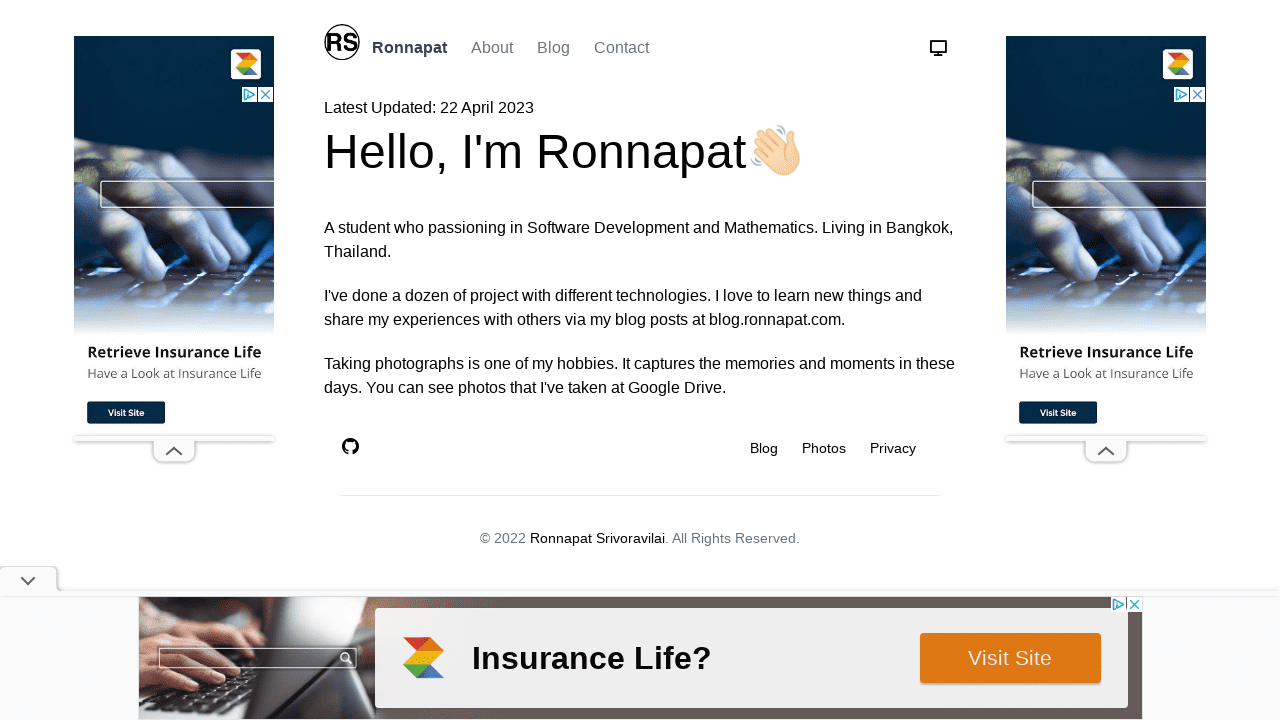 RS
Ronnapat
About
Blog
Contact
Latest Updated: 22 April 2023
Hello, I'm Ronnapat👋🏻
A student who passioning in Software Development and Mathematics. Living in Bangkok,
Thailand.
I've done a dozen of project with different technologies. I love to learn new things and
share my experiences with others via my blog posts at blog.ronnapat.com.
Taking photographs is one of my hobbies. It captures the memories and moments in these
days. You can see photos that I've taken at Google Drive.
Blog
Photos
Privacy
© 2022 Ronnapat Srivoravilai. All Rights Reserved.
Retrieve Insurance Life
Have a Look at Insurance Life
Visit Site
Retrieve Insurance Life
Have a Look at Insurance Life
Visit Site
Insurance Life?
Visit Site